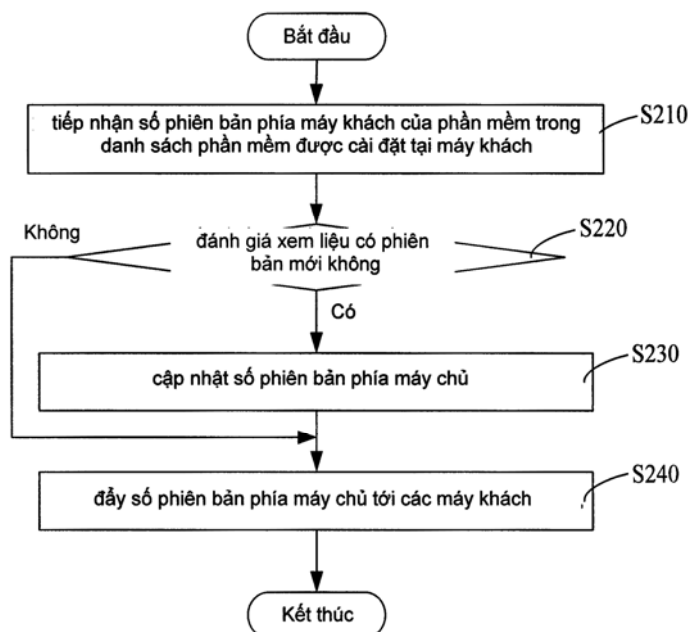 Bắt đầu
tiếp nhận số phiên bản phía máy khách của phần mềm trong
danh sách phần mềm được cài đặt tại máy khách
S210
Không
đánh giá xem liệu có phiên
bản mới không
S220
Có
cập nhật số phiên bản phía máy chủ
S230
đẩy số phiên bản phía máy chủ tới các máy khách
S240
Kết thúc